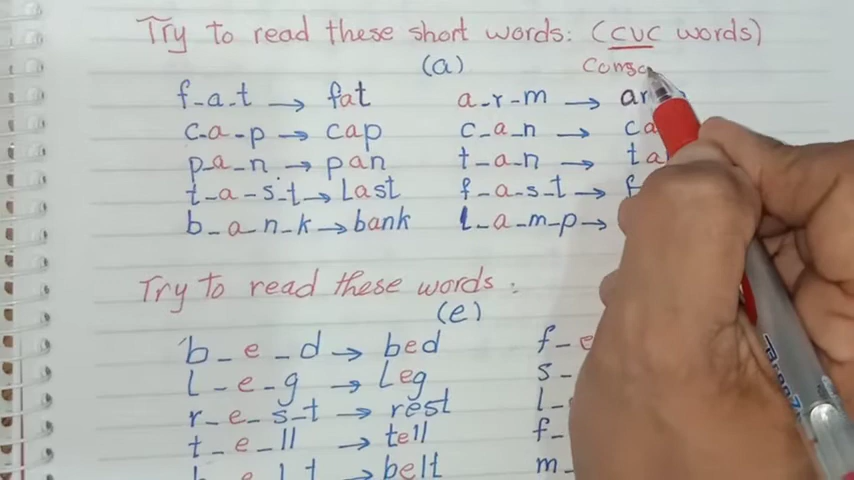 Try to read these short words: (CVC words)
(a) Conso
f-a-t → fat a-r-m → ar
c-a-p → cap c-a-n → ca
p-a-n → pan t-a-n → ta
t-a-s-t → Last f-a-s-t → f
b-a-n-k → bank L-a-m-p →
Try to read these words:
(e)
b-e-d → bed f-e
L-e-g → Leg s-
r-e-s-t → rest l-
t-e-ll → tell f-
e l t → belt m-